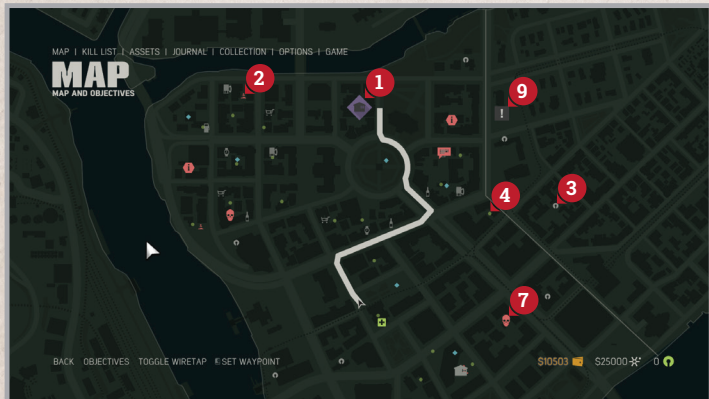 MAP | KILL LIST | ASSETS | JOURNAL | COLLECTION | OPTIONS | GAME
MAP
MAP AND OBJECTIVES
2
1
9
!
i
i
4
3
7
BACK OBJECTIVES TOGGLE WIRETAP SET WAYPOINT
$10503 $25000 0